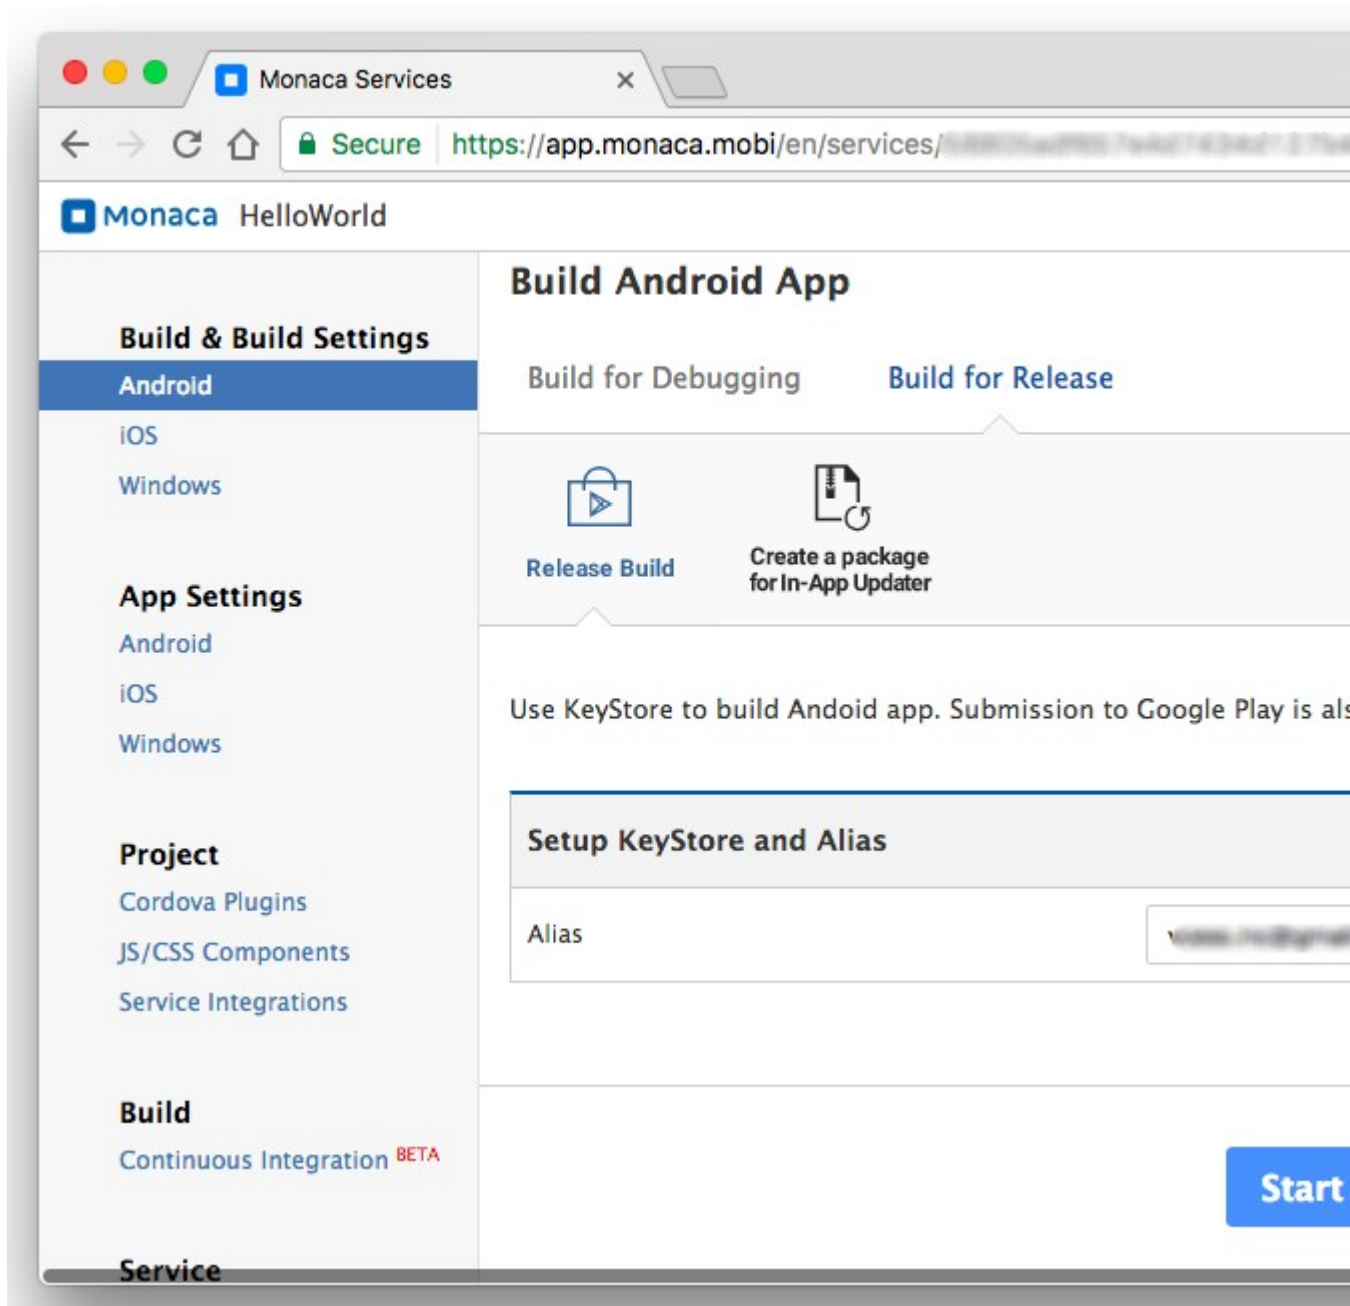 Monaca Services
Secure https://app.monaca.mobi/en/services/
Monaca HelloWorld
Build & Build Settings
Android
iOS
Windows
App Settings
Android
iOS
Windows
Project
Cordova Plugins
JS/CSS Components
Service Integrations
Build
Continuous Integration BETA
Service
Build Android App
Build for Debugging Build for Release
Release Build
Create a package
for In-App Updater
Use KeyStore to build Andoid app. Submission to Google Play is als
Setup KeyStore and Alias
Alias
Start